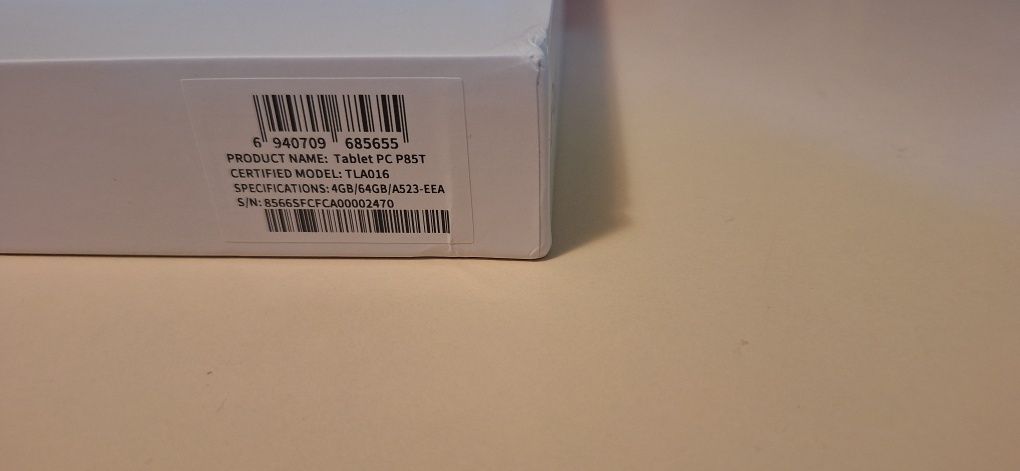 6 940709 685655
PRODUCT NAME: Tablet PC P85T
CERTIFIED MODEL: TLA016
SPECIFICATIONS: 4GB/64GB/A523-EEA
S/N: 8566SFCFCA00002470